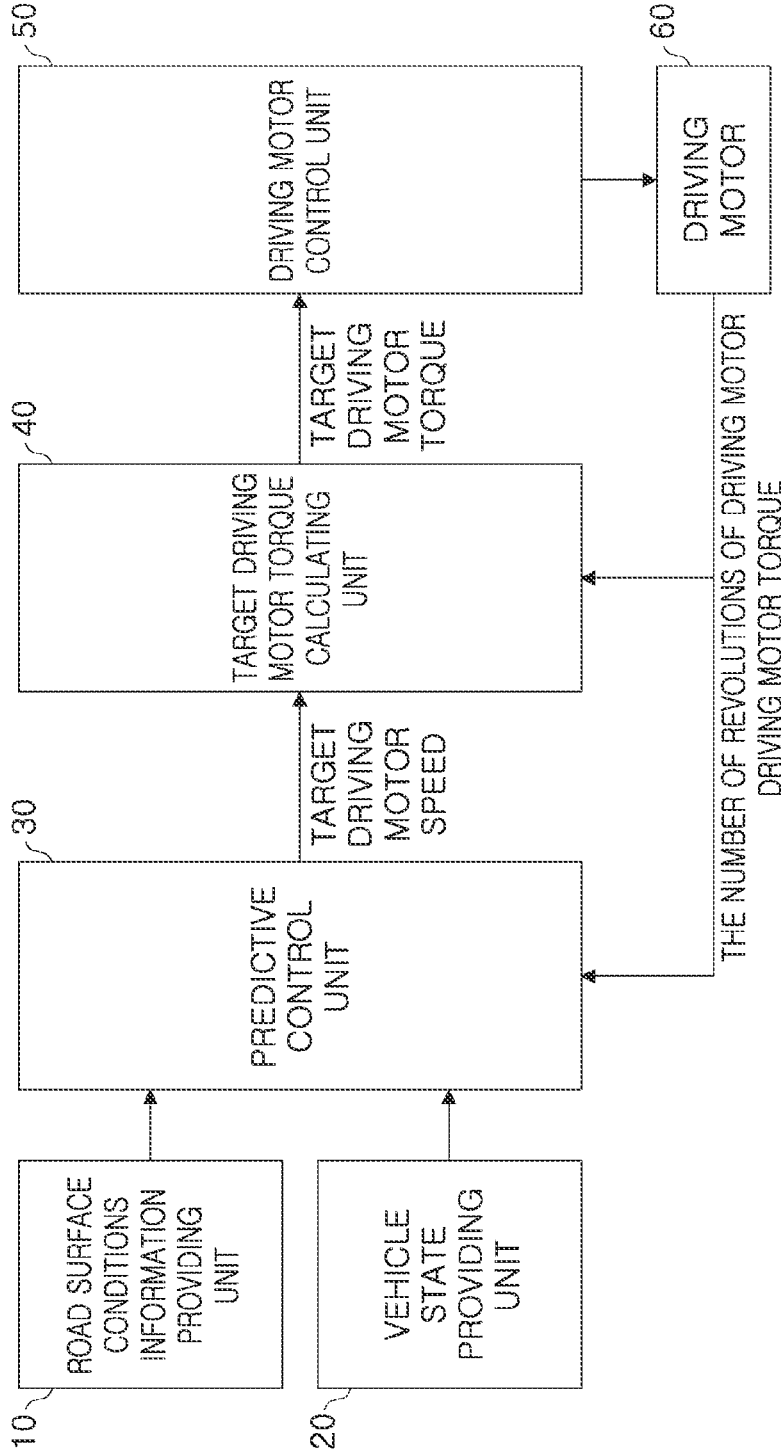 10
ROAD SURFACE
CONDITIONS
INFORMATION
PROVIDING
UNIT
20
VEHICLE
STATE
PROVIDING
UNIT
30
PREDICTIVE
CONTROL
UNIT
TARGET
DRIVING
MOTOR
SPEED
40
TARGET DRIVING
MOTOR TORQUE
CALCULATING
UNIT
TARGET
DRIVING
MOTOR
TORQUE
50
DRIVING MOTOR
CONTROL UNIT
60
DRIVING
MOTOR
THE NUMBER OF REVOLUTIONS OF DRIVING MOTOR
DRIVING MOTOR TORQUE